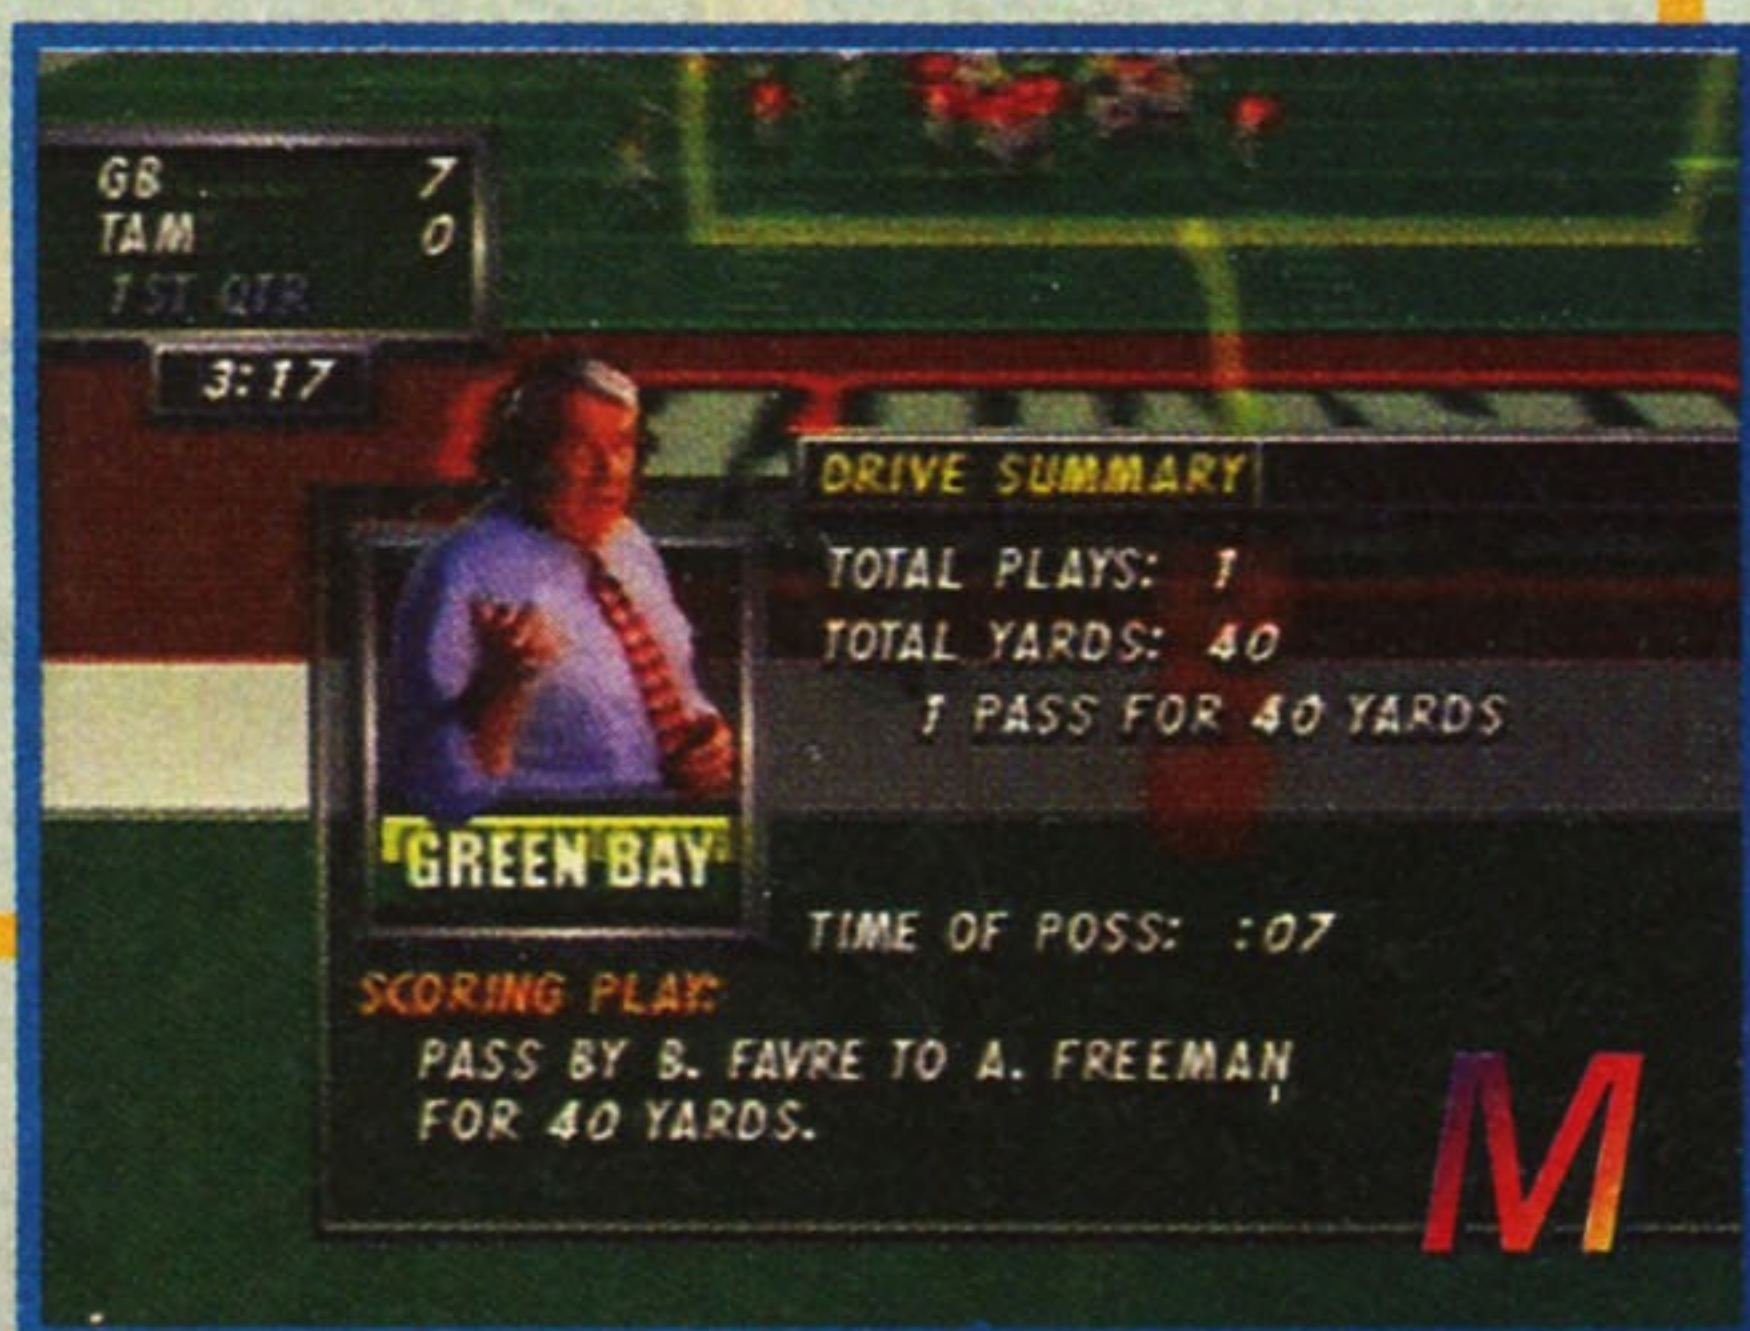 GB 7
TAM 0
1ST QTR
3:17
DRIVE SUMMARY
TOTAL PLAYS: 1
TOTAL YARDS: 40
1 PASS FOR 40 YARDS
GREEN BAY
TIME OF POSS: :07
SCORING PLAY:
PASS BY B. FAVRE TO A. FREEMAN
FOR 40 YARDS.
M